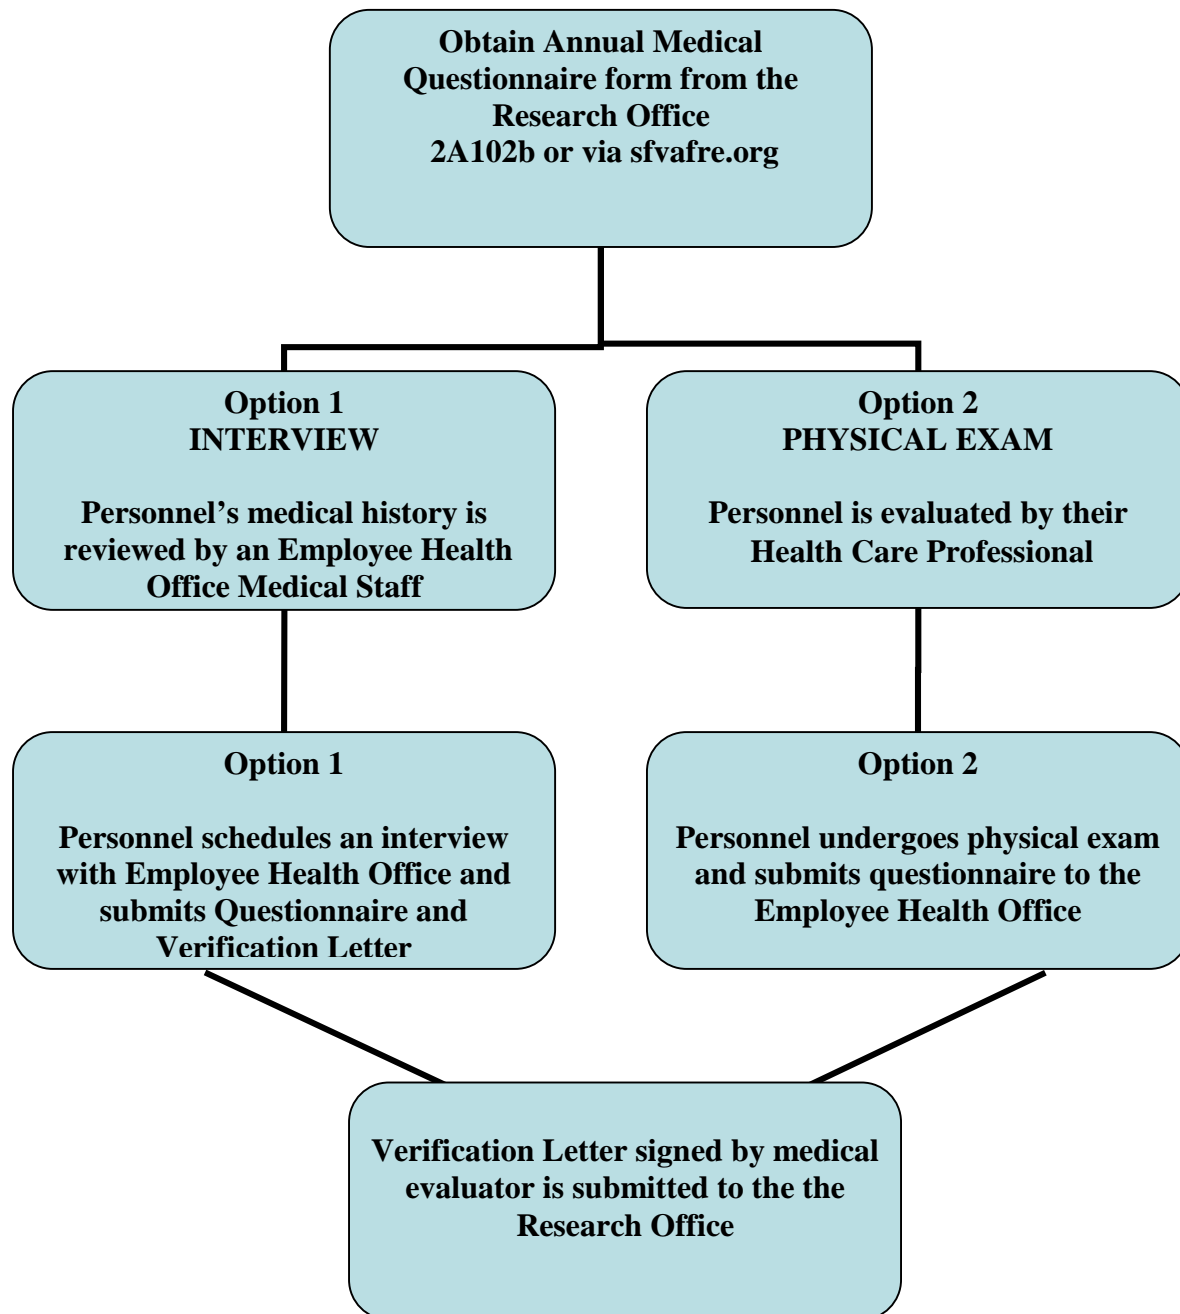 Obtain Annual Medical
Questionnaire form from the
Research Office
2A102b or via sfvafre.org
Option 1
INTERVIEW
Personnel’s medical history is
reviewed by an Employee Health
Office Medical Staff
Option 2
PHYSICAL EXAM
Personnel is evaluated by their
Health Care Professional
Option 1
Personnel schedules an interview
with Employee Health Office and
submits Questionnaire and
Verification Letter
Option 2
Personnel undergoes physical exam
and submits questionnaire to the
Employee Health Office
Verification Letter signed by medical
evaluator is submitted to the the
Research Office